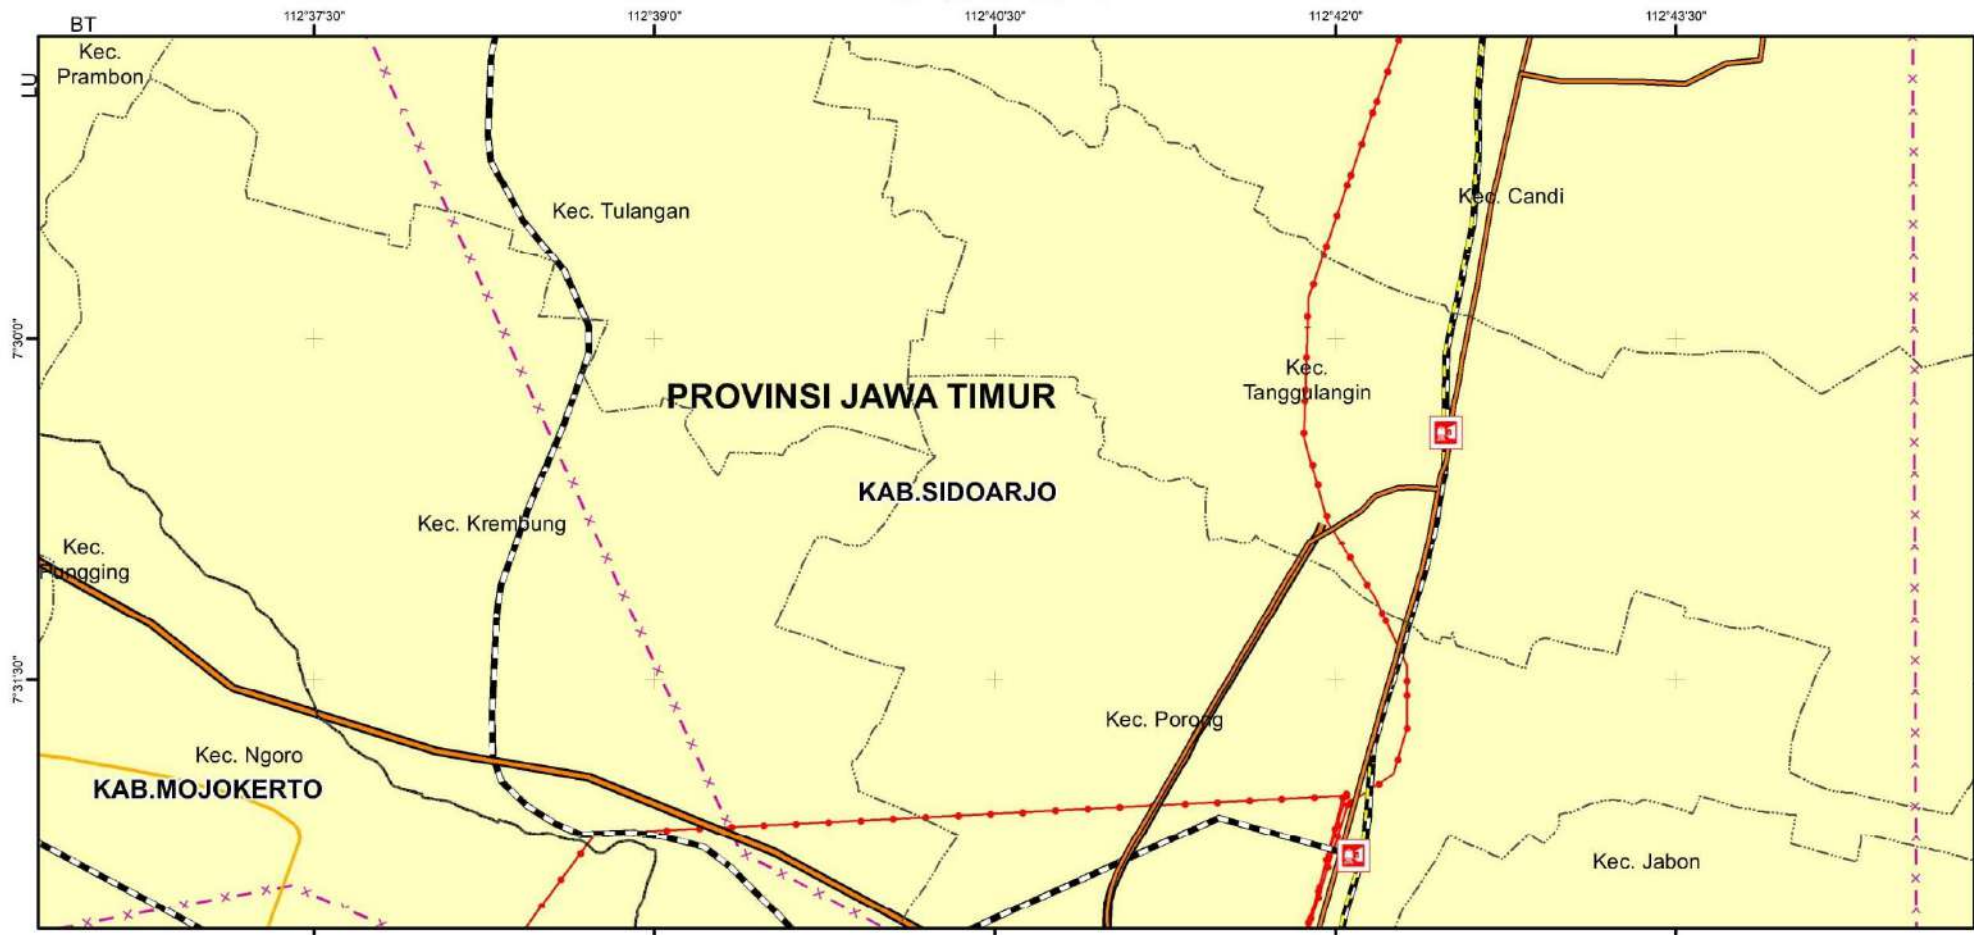 112°37'30"
112°39'0"
112°40'30"
112°42'0"
112°43'30"
BT
LU
Kec.
Prambon
Kec. Candi
Kec. Tulangan
7°30'0"
Kec.
Tanggulangin
PROVINSI JAWA TIMUR
KAB.SIDOARJO
Kec. Krembung
Kec.
Pungging
7°31'30"
Kec. Porong
Kec. Ngoro
KAB.MOJOKERTO
Kec. Jabon